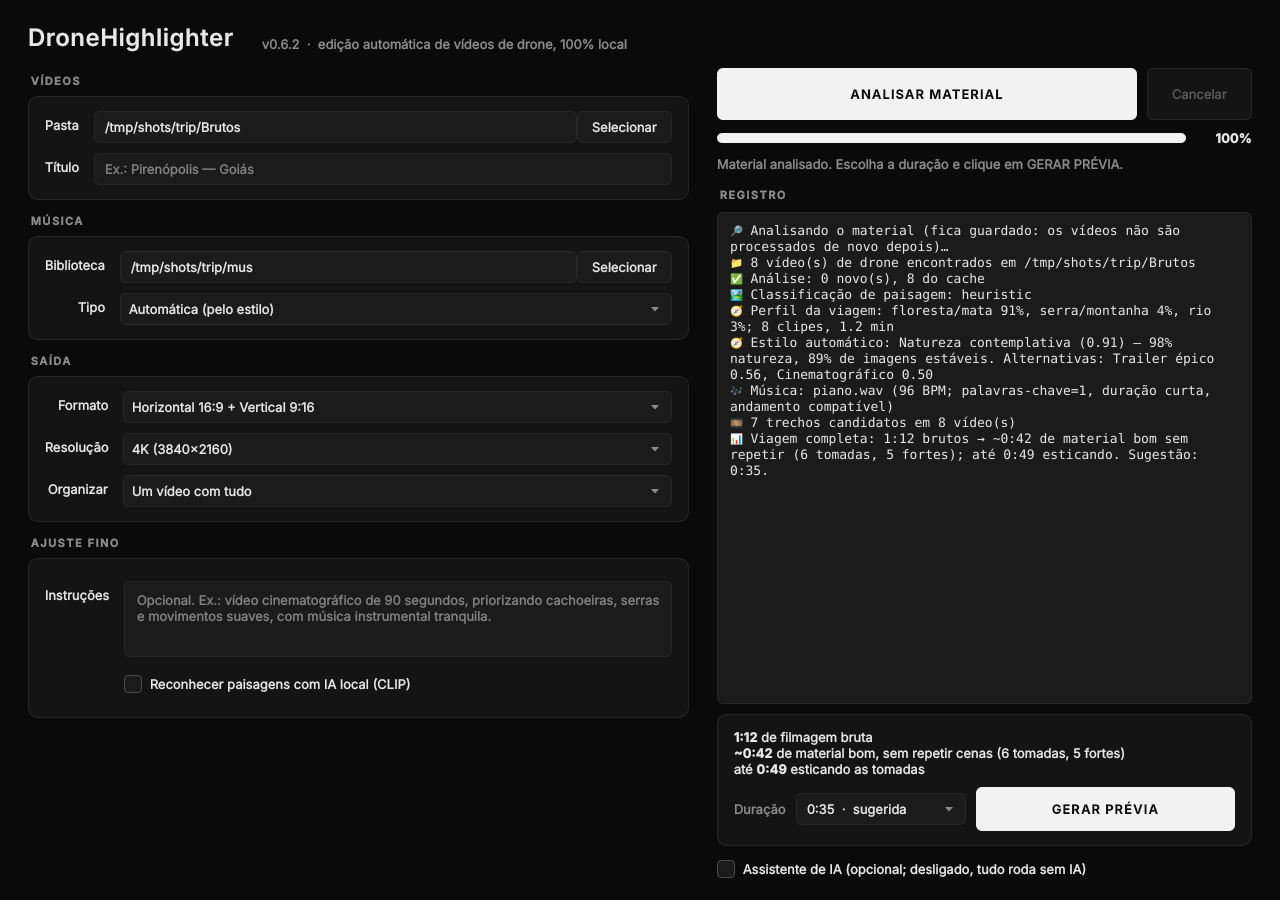 DroneHighlighter
v0.6.2 · edição automática de vídeos de drone, 100% local
VÍDEOS
Pasta
/tmp/shots/trip/Brutos
Selecionar
Título
Ex.: Pirenópolis — Goiás
MÚSICA
Biblioteca
/tmp/shots/trip/mus
Selecionar
Tipo
Automática (pelo estilo)
SAÍDA
Formato
Horizontal 16:9 + Vertical 9:16
Resolução
4K (3840×2160)
Organizar
Um vídeo com tudo
AJUSTE FINO
Instruções
Opcional. Ex.: vídeo cinematográfico de 90 segundos, priorizando cachoeiras, serras
e movimentos suaves, com música instrumental tranquila.
Reconhecer paisagens com IA local (CLIP)
ANALISAR MATERIAL
Cancelar
100%
Material analisado. Escolha a duração e clique em GERAR PRÉVIA.
REGISTRO
🔎 Analisando o material (fica guardado: os vídeos não são
processados de novo depois)…
📁 8 vídeo(s) de drone encontrados em /tmp/shots/trip/Brutos
✅ Análise: 0 novo(s), 8 do cache
🏞️ Classificação de paisagem: heuristic
🧭 Perfil da viagem: floresta/mata 91%, serra/montanha 4%, rio
3%; 8 clipes, 1.2 min
🧭 Estilo automático: Natureza contemplativa (0.91) — 98%
natureza, 89% de imagens estáveis. Alternativas: Trailer épico
0.56, Cinematográfico 0.50
🎶 Música: piano.wav (96 BPM; palavras-chave=1, duração curta,
andamento compatível)
🎞️ 7 trechos candidatos em 8 vídeo(s)
📊 Viagem completa: 1:12 brutos → ~0:42 de material bom sem
repetir (6 tomadas, 5 fortes); até 0:49 esticando. Sugestão:
0:35.
1:12 de filmagem bruta
~0:42 de material bom, sem repetir cenas (6 tomadas, 5 fortes)
até 0:49 esticando as tomadas
Duração
0:35 · sugerida
GERAR PRÉVIA
Assistente de IA (opcional; desligado, tudo roda sem IA)